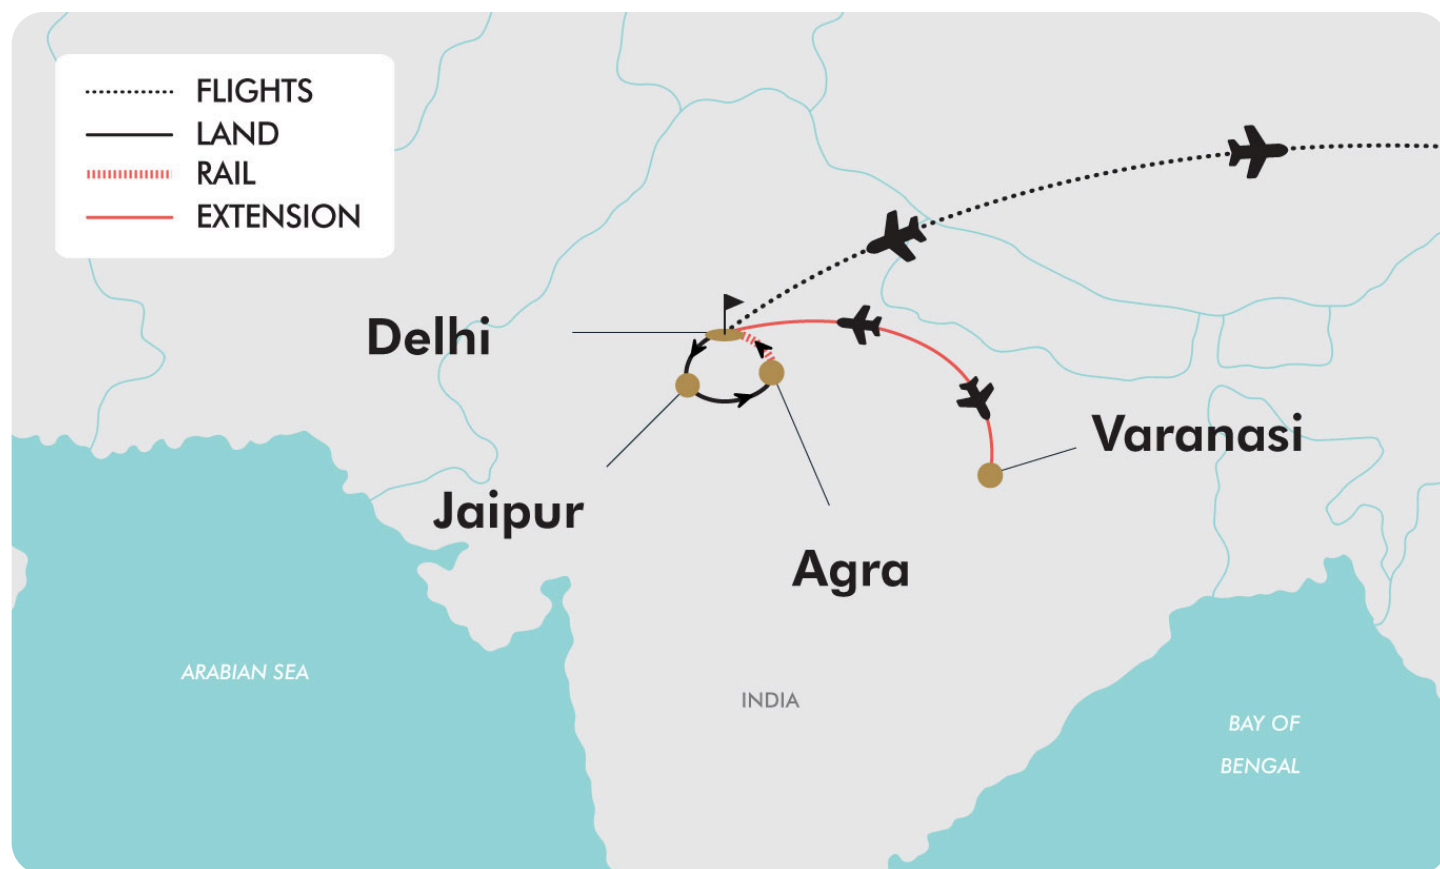 FLIGHTS
LAND
RAIL
EXTENSION
Delhi
Varanasi
Jaipur
Agra
ARABIAN SEA
INDIA
BAY OF
BENGAL